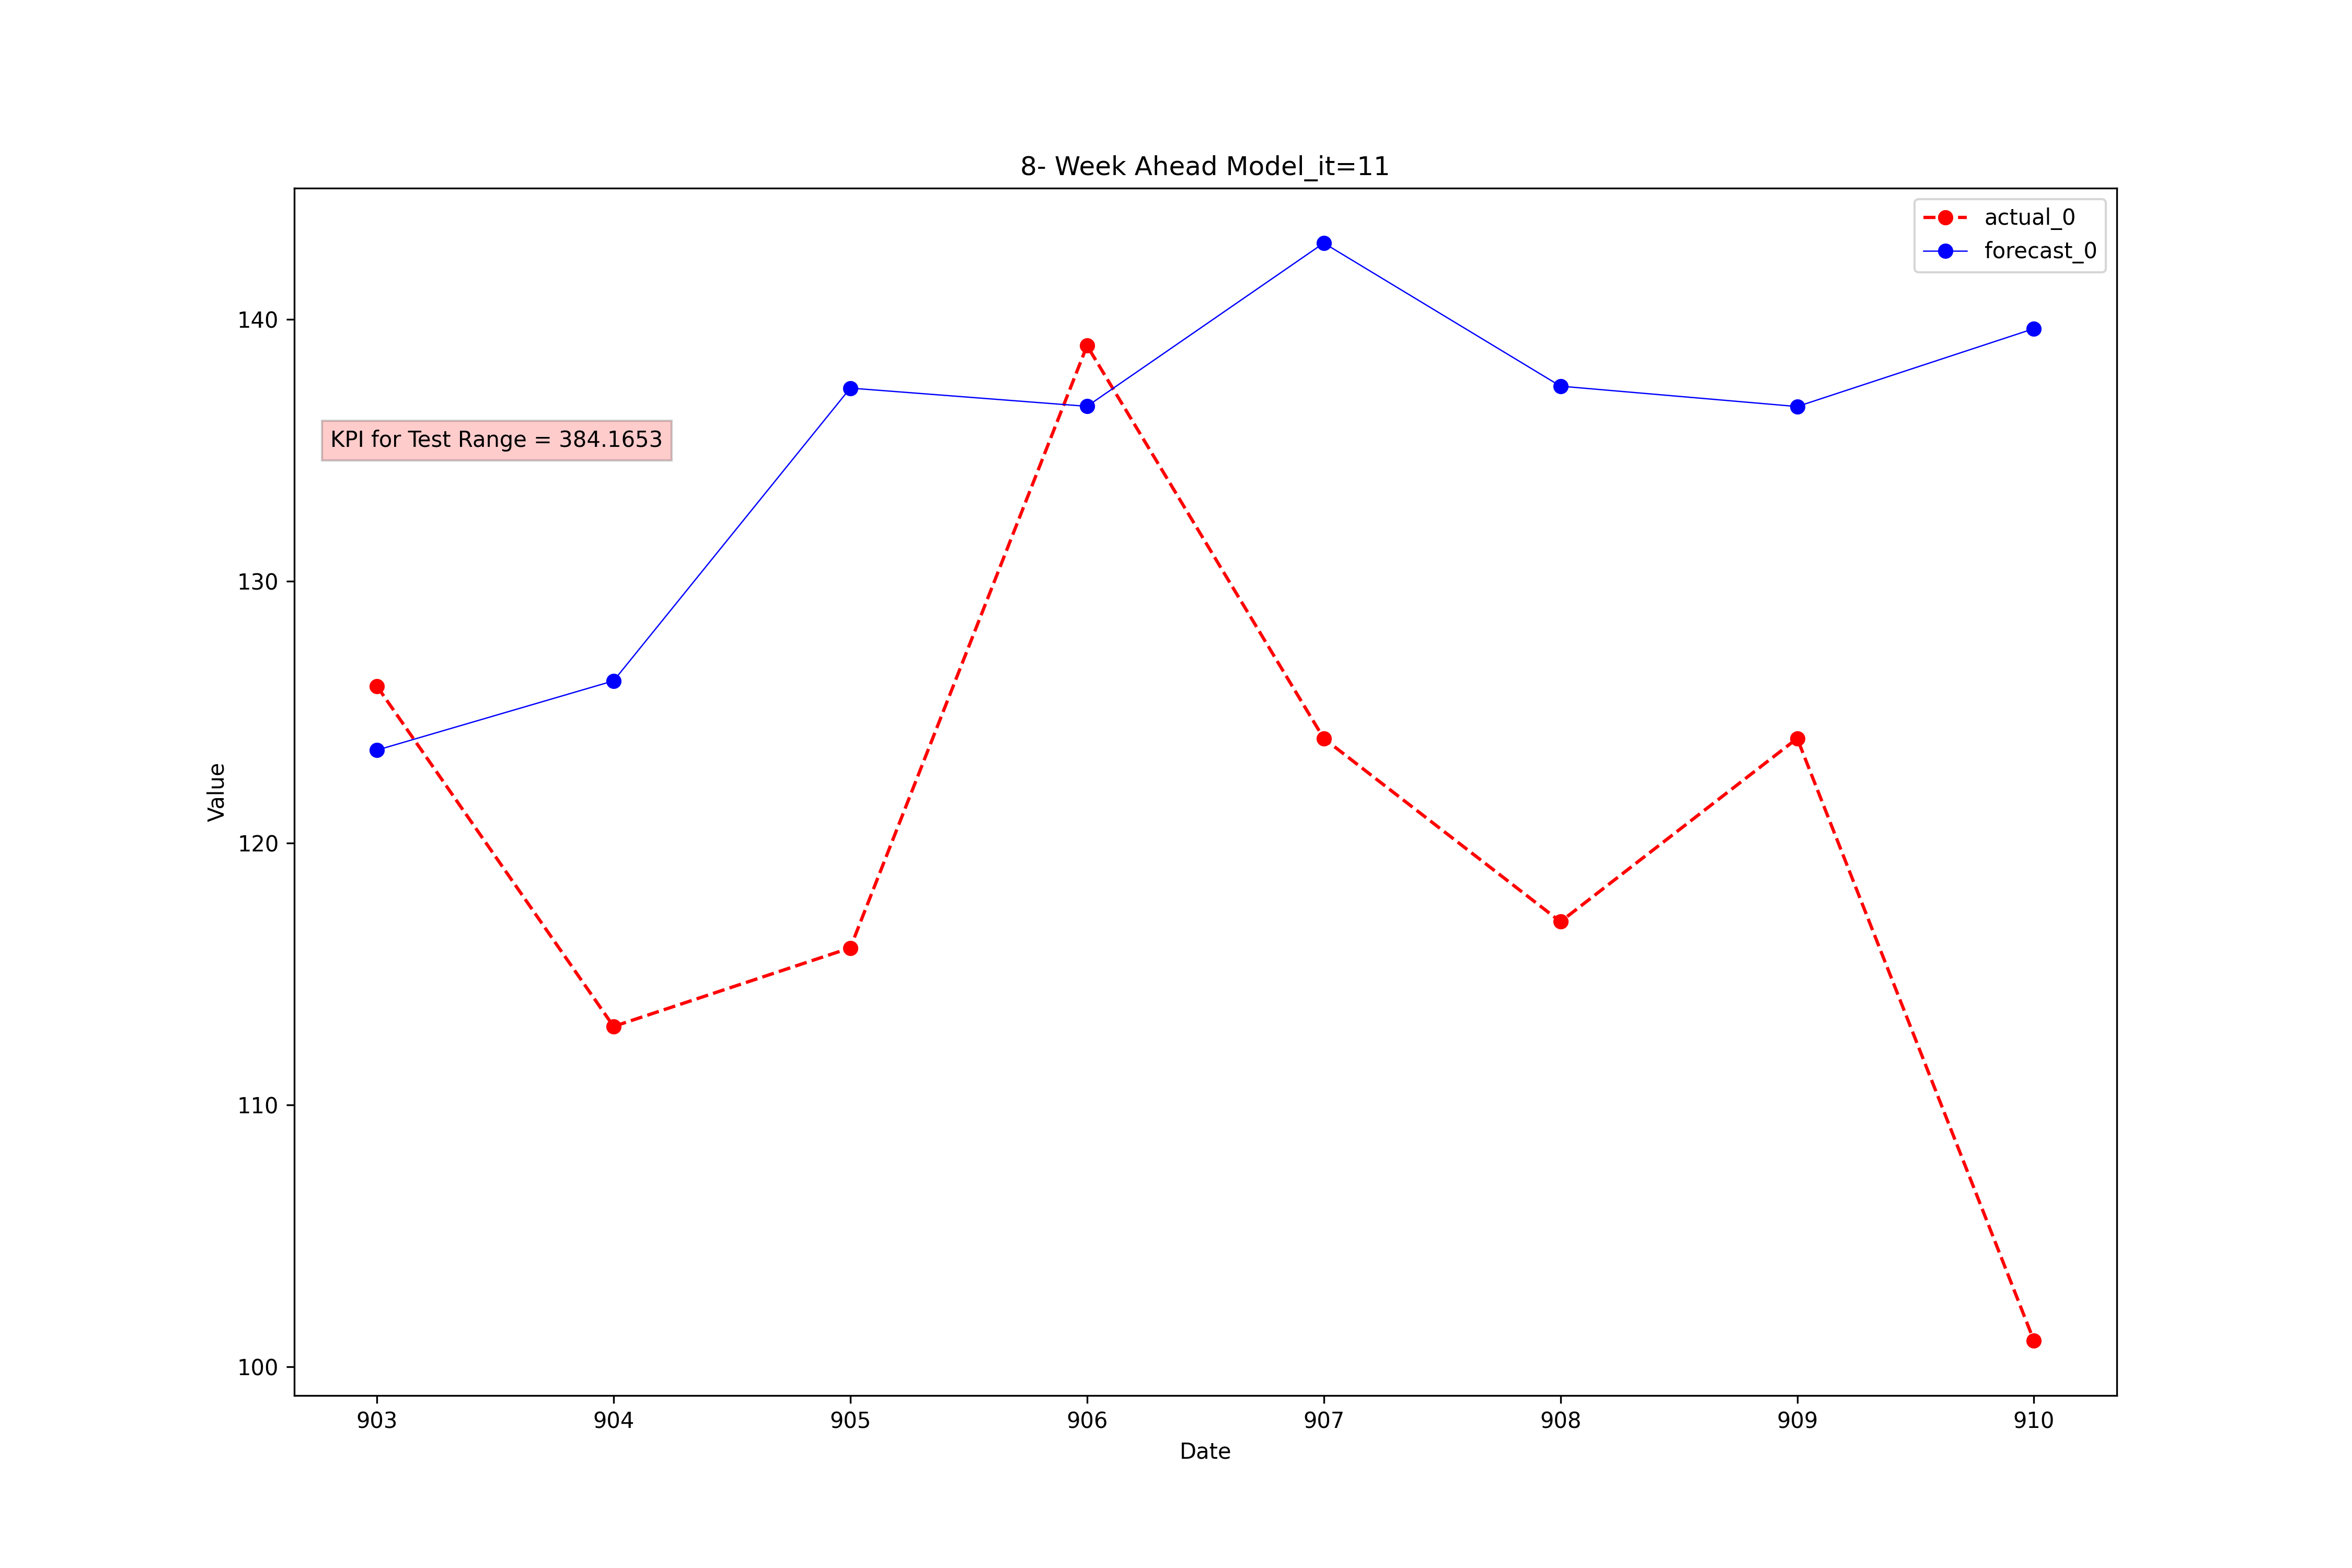 8- Week Ahead Model_it=11
actual_0
forecast_0
KPI for Test Range = 384.1653
140
130
120
110
100
Value
903 904 905 906 907 908 909 910
Date